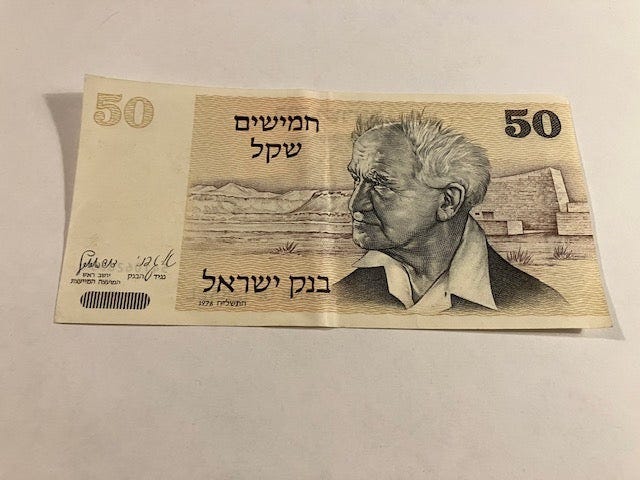 50
50
חמישים
שקל
בנק ישראל
1978 התשל״ח
נגיד הבנק
יושב ראש
המועצה המייעצת